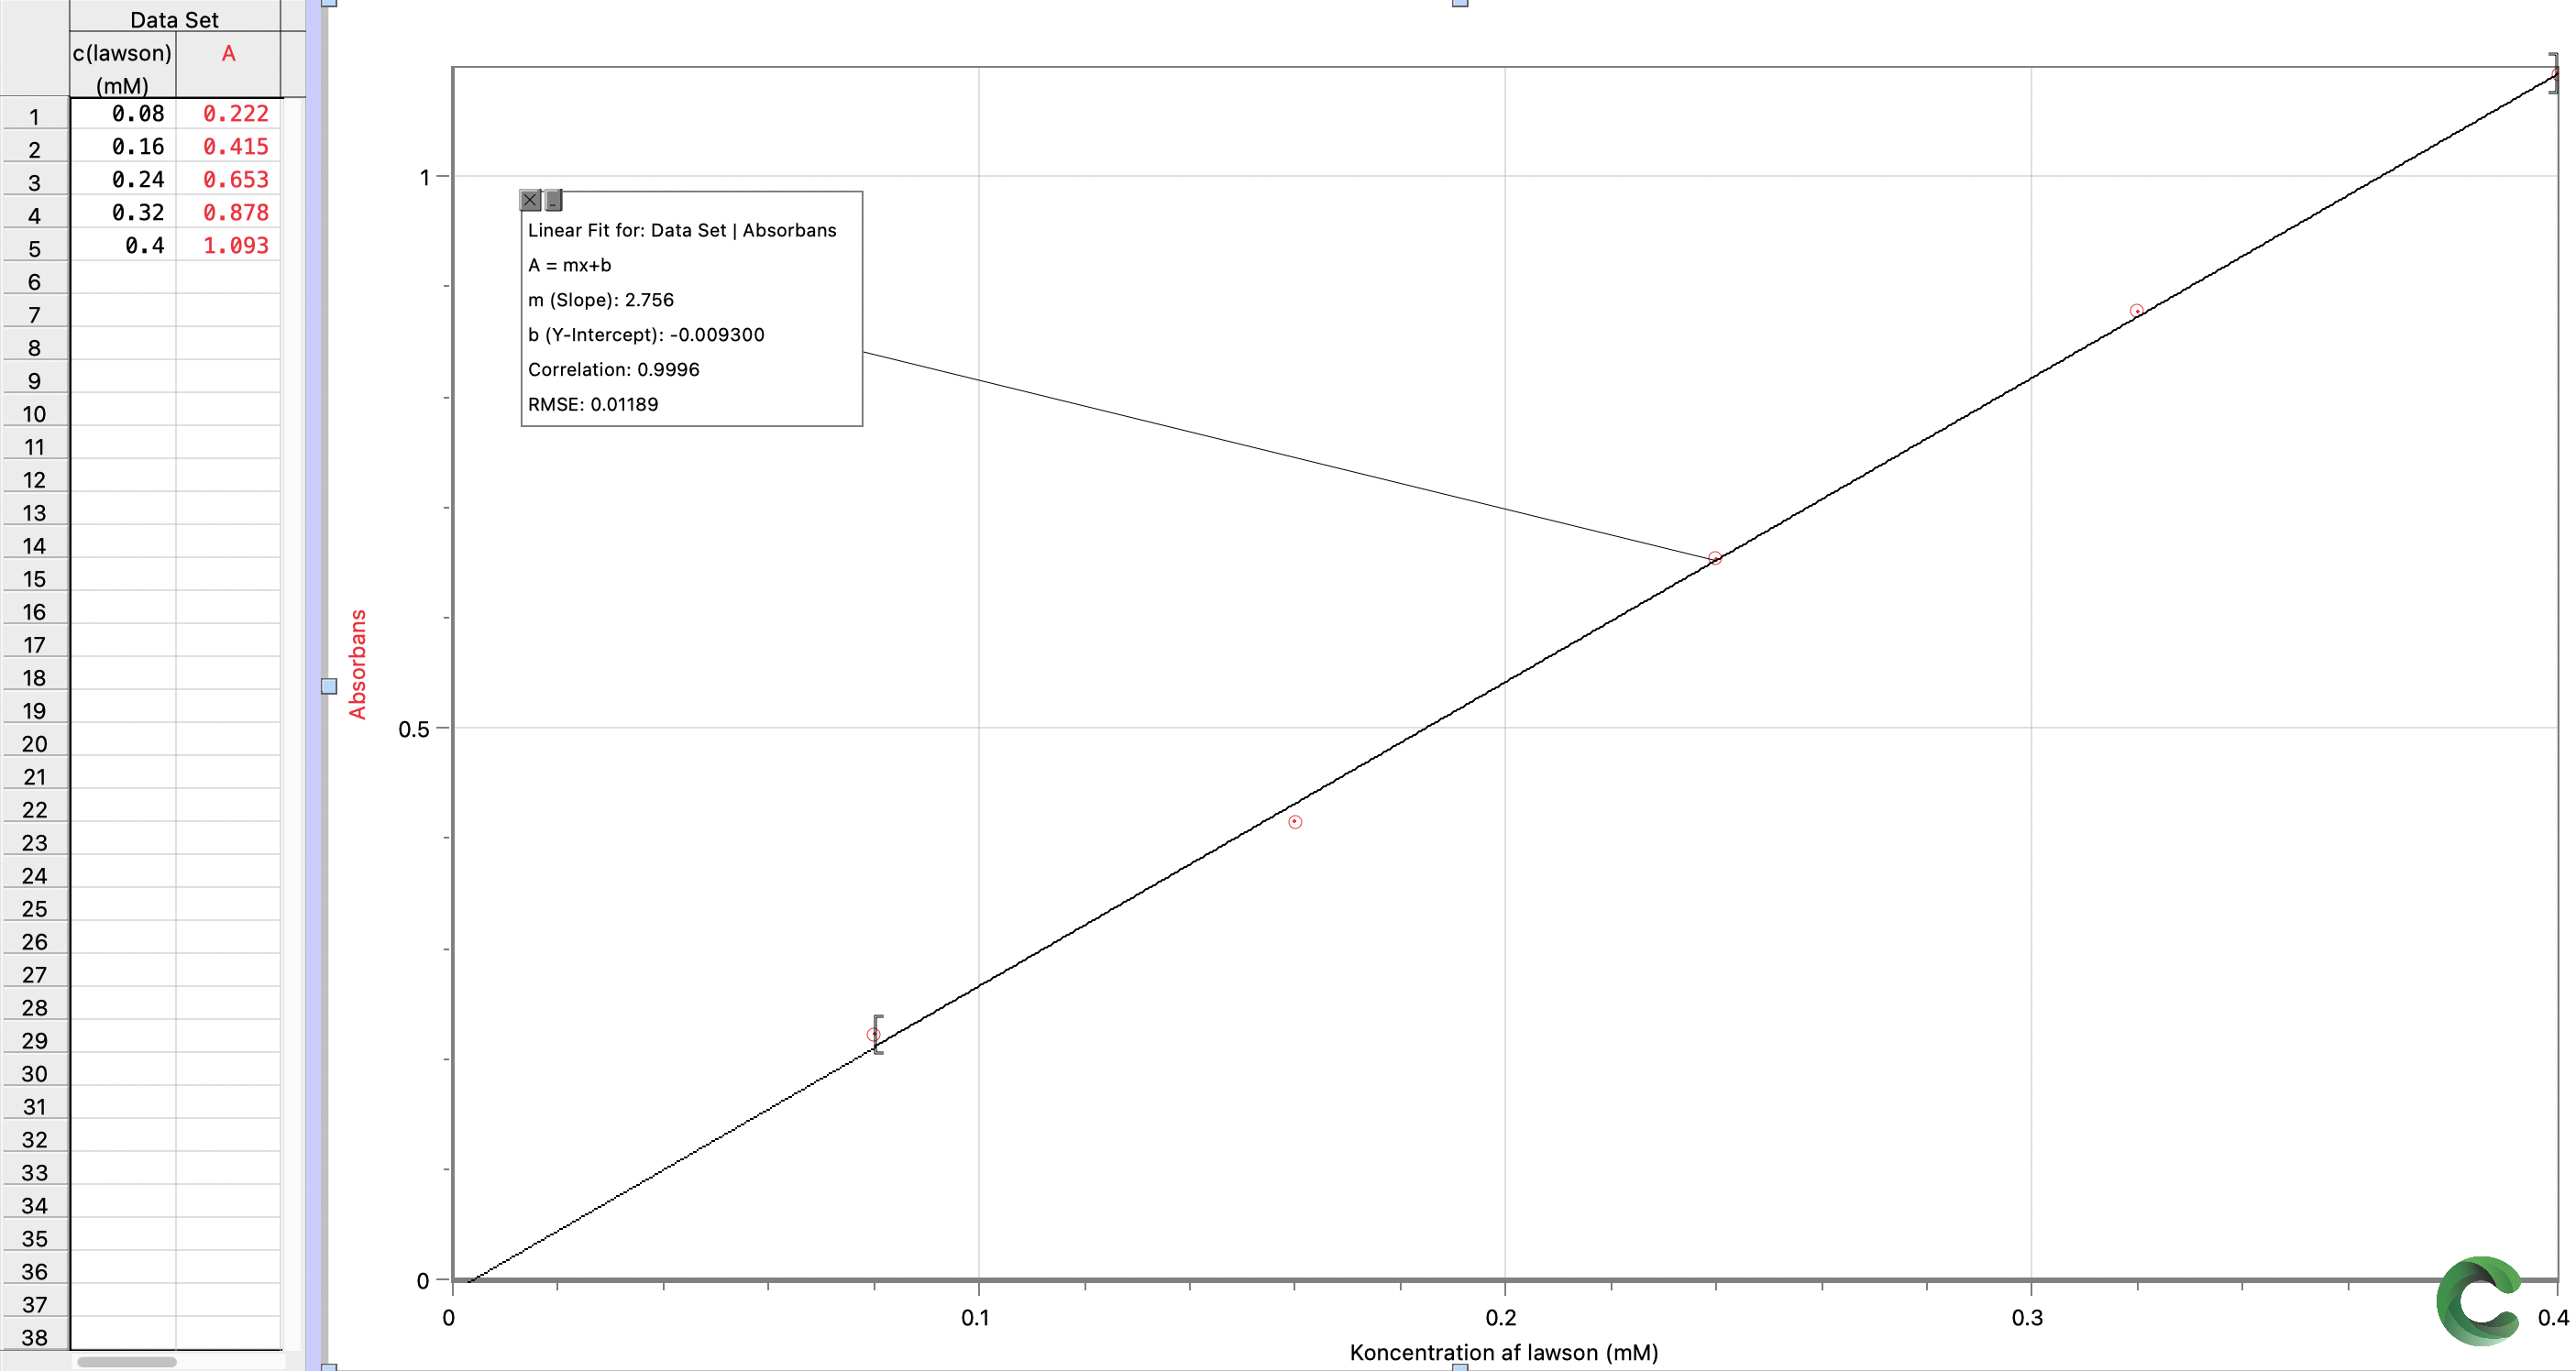 Data Set
c(lawson) A
(mM)
1 0.08 0.222
2 0.16 0.415
3 0.24 0.653
4 0.32 0.878
5 0.4 1.093
6
7
8
9
10
11
12
13
14
15
16
17
18
19
20
21
22
23
24
25
26
27
28
29
30
31
32
33
34
35
36
37
38
Absorbans
1
0.5
0
Linear Fit for: Data Set | Absorbans
A = mx+b
m (Slope): 2.756
b (Y-Intercept): -0.009300
Correlation: 0.9996
RMSE: 0.01189
0 0.1 0.2 0.3 0.4
Koncentration af lawson (mM)